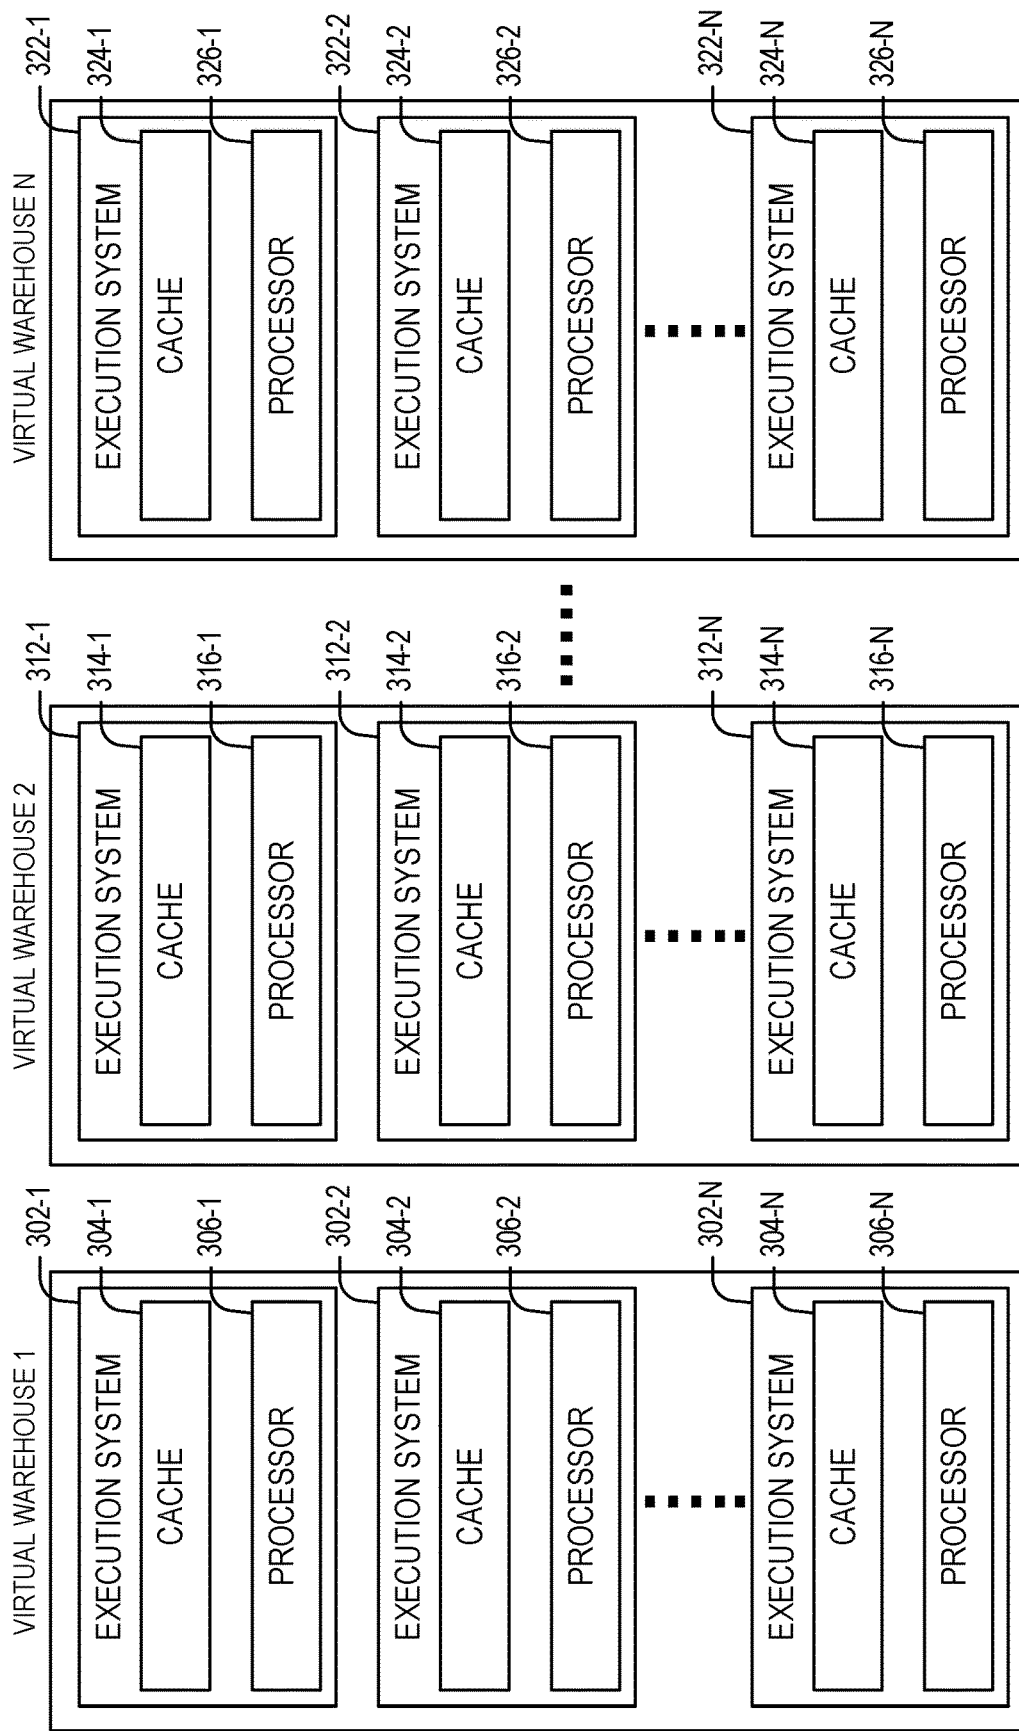 VIRTUAL WAREHOUSE 1
EXECUTION SYSTEM
302-1
CACHE
304-1
PROCESSOR
306-1
EXECUTION SYSTEM
302-2
CACHE
304-2
PROCESSOR
306-2
EXECUTION SYSTEM
302-N
CACHE
304-N
PROCESSOR
306-N
VIRTUAL WAREHOUSE 2
EXECUTION SYSTEM
312-1
CACHE
314-1
PROCESSOR
316-1
EXECUTION SYSTEM
312-2
CACHE
314-2
PROCESSOR
316-2
EXECUTION SYSTEM
312-N
CACHE
314-N
PROCESSOR
316-N
VIRTUAL WAREHOUSE N
EXECUTION SYSTEM
322-1
CACHE
324-1
PROCESSOR
326-1
EXECUTION SYSTEM
322-2
CACHE
324-2
PROCESSOR
326-2
EXECUTION SYSTEM
322-N
CACHE
324-N
PROCESSOR
326-N